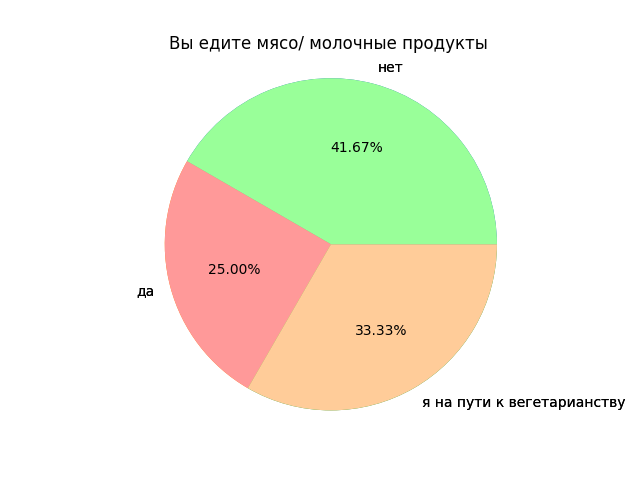 Вы едите мясо/ молочные продукты
нет
41.67%
25.00%
да
33.33%
я на пути к вегетарианству